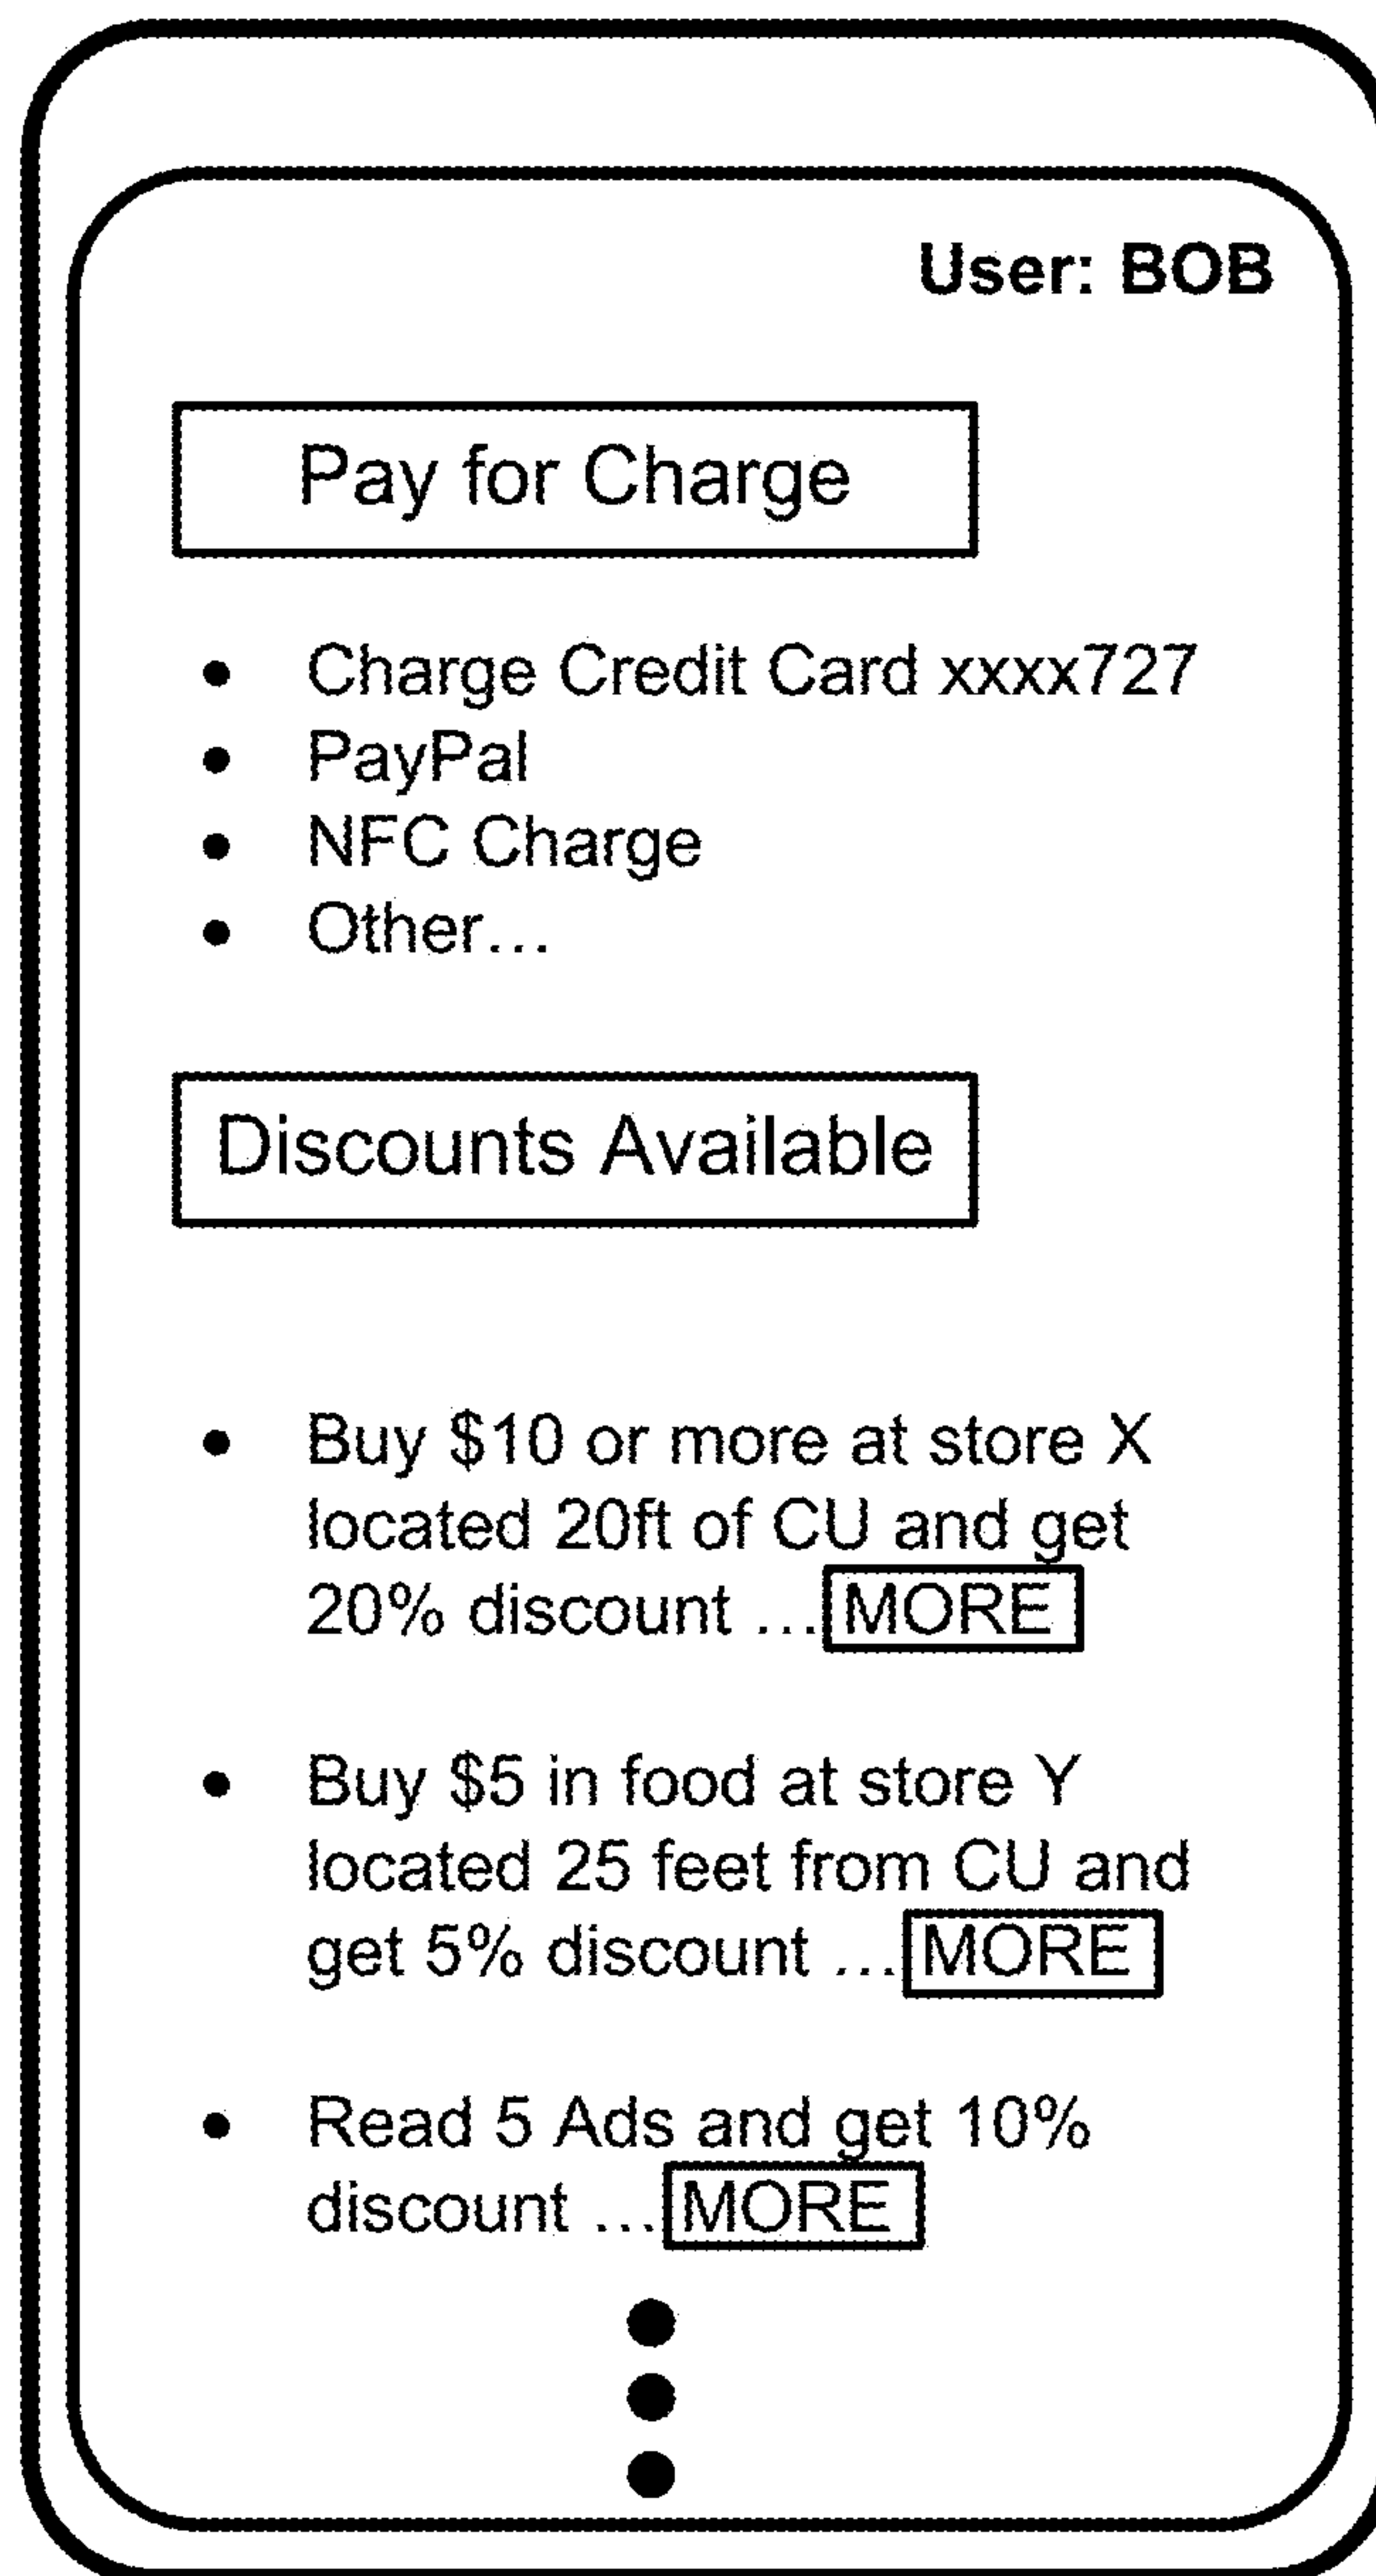 User: BOB
Pay for Charge
• Charge Credit Card xxxx727
• PayPal
• NFC Charge
• Other...
Discounts Available
• Buy $10 or more at store X
located 20ft of CU and get
20% discount ... MORE
• Buy $5 in food at store Y
located 25 feet from CU and
get 5% discount ... MORE
• Read 5 Ads and get 10%
discount ... MORE